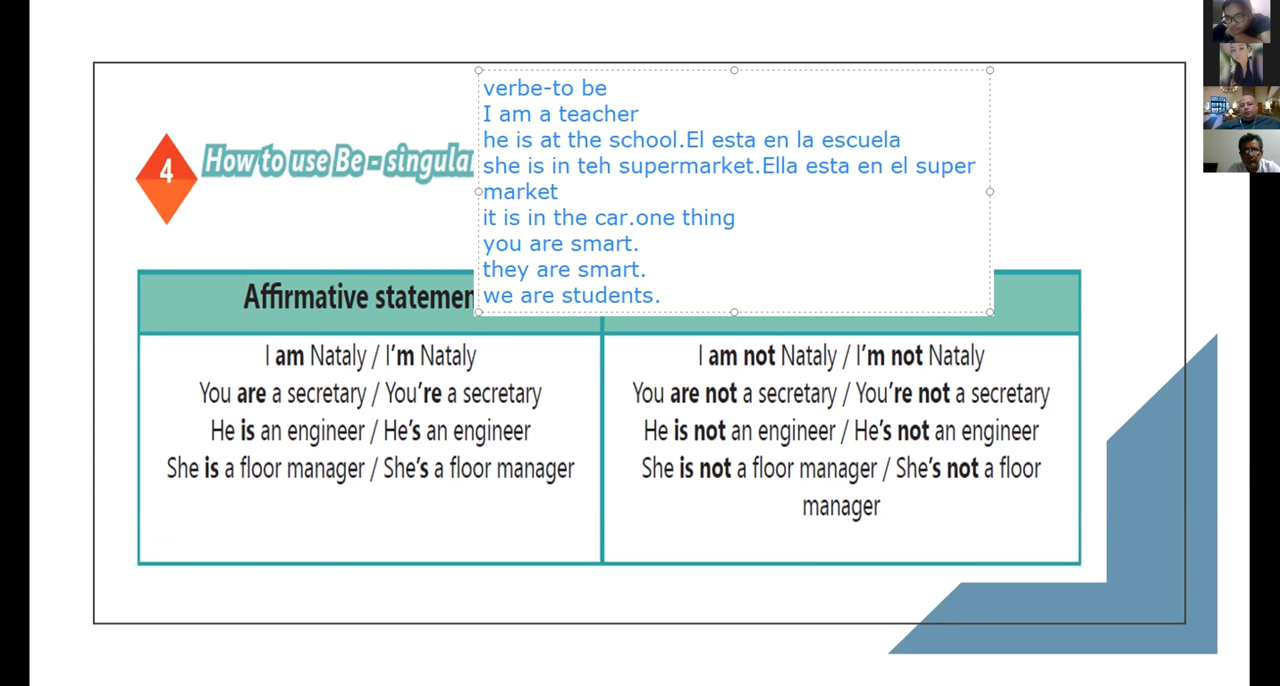 verbe-to be
I am a teacher
he is at the school.El esta en la escuela
she is in teh supermarket.Ella esta en el super
market
it is in the car.one thing
you are smart.
they are smart.
we are students.
4
How to use Be - singular
Affirmative statemen
I am Nataly / I'm Nataly
You are a secretary / You're a secretary
He is an engineer / He's an engineer
She is a floor manager / She's a floor manager
I am not Nataly / I'm not Nataly
You are not a secretary / You're not a secretary
He is not an engineer / He's not an engineer
She is not a floor manager / She's not a floor
manager